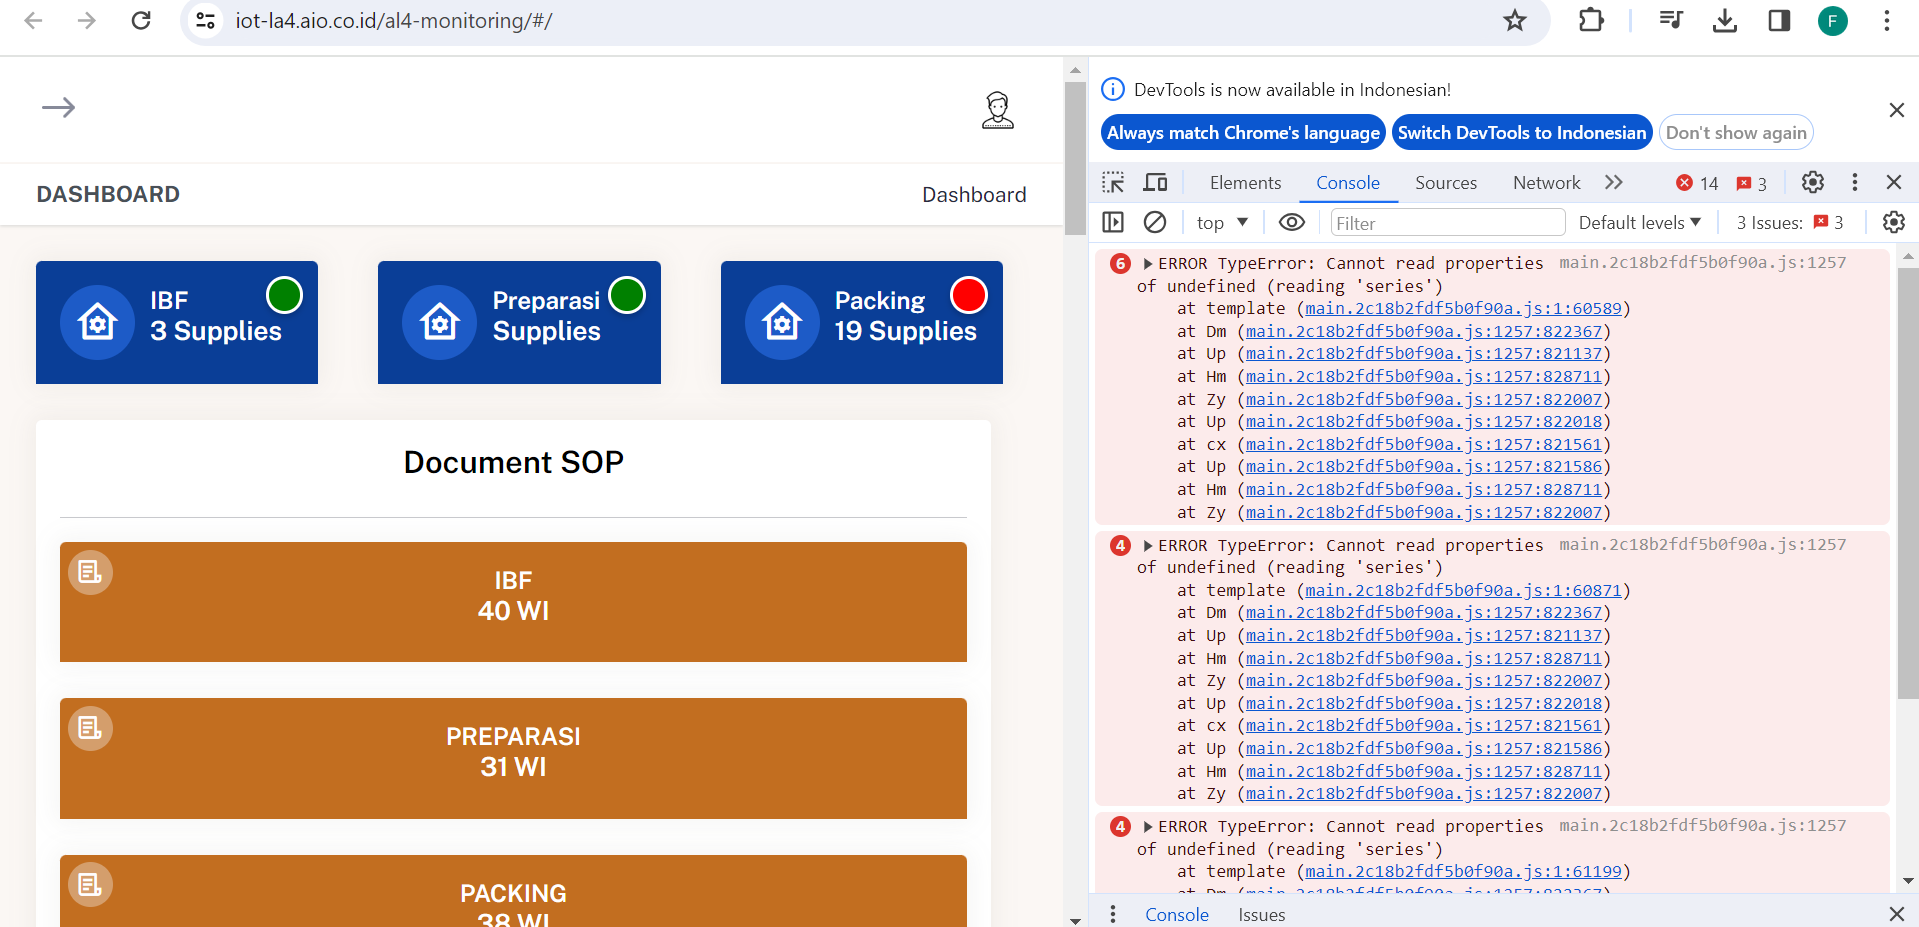 iot-la4.aio.co.id/al4-monitoring/#/
F
DASHBOARD
Dashboard
IBF
3 Supplies
Preparasi
Supplies
Packing
19 Supplies
Document SOP
IBF
40 WI
PREPARASI
31 WI
PACKING
38 WI
DevTools is now available in Indonesian!
Always match Chrome's language
Switch DevTools to Indonesian
Don't show again
Elements
Console
Sources
Network
14
3
top
Filter
Default levels
3 Issues:
3
6
ERROR TypeError: Cannot read properties main.2c18b2fdf5b0f90a.js:1257
of undefined (reading 'series')
at template (main.2c18b2fdf5b0f90a.js:1:60589)
at Dm (main.2c18b2fdf5b0f90a.js:1257:822367)
at Up (main.2c18b2fdf5b0f90a.js:1257:821137)
at Hm (main.2c18b2fdf5b0f90a.js:1257:828711)
at Zy (main.2c18b2fdf5b0f90a.js:1257:822007)
at Up (main.2c18b2fdf5b0f90a.js:1257:822018)
at cx (main.2c18b2fdf5b0f90a.js:1257:821561)
at Up (main.2c18b2fdf5b0f90a.js:1257:821586)
at Hm (main.2c18b2fdf5b0f90a.js:1257:828711)
at Zy (main.2c18b2fdf5b0f90a.js:1257:822007)
4
ERROR TypeError: Cannot read properties main.2c18b2fdf5b0f90a.js:1257
of undefined (reading 'series')
at template (main.2c18b2fdf5b0f90a.js:1:60871)
at Dm (main.2c18b2fdf5b0f90a.js:1257:822367)
at Up (main.2c18b2fdf5b0f90a.js:1257:821137)
at Hm (main.2c18b2fdf5b0f90a.js:1257:828711)
at Zy (main.2c18b2fdf5b0f90a.js:1257:822007)
at Up (main.2c18b2fdf5b0f90a.js:1257:822018)
at cx (main.2c18b2fdf5b0f90a.js:1257:821561)
at Up (main.2c18b2fdf5b0f90a.js:1257:821586)
at Hm (main.2c18b2fdf5b0f90a.js:1257:828711)
at Zy (main.2c18b2fdf5b0f90a.js:1257:822007)
4
ERROR TypeError: Cannot read properties main.2c18b2fdf5b0f90a.js:1257
of undefined (reading 'series')
at template (main.2c18b2fdf5b0f90a.js:1:61199)
at Dm (main.2c18b2fdf5b0f90a.js:1257:822367)
Console
Issues